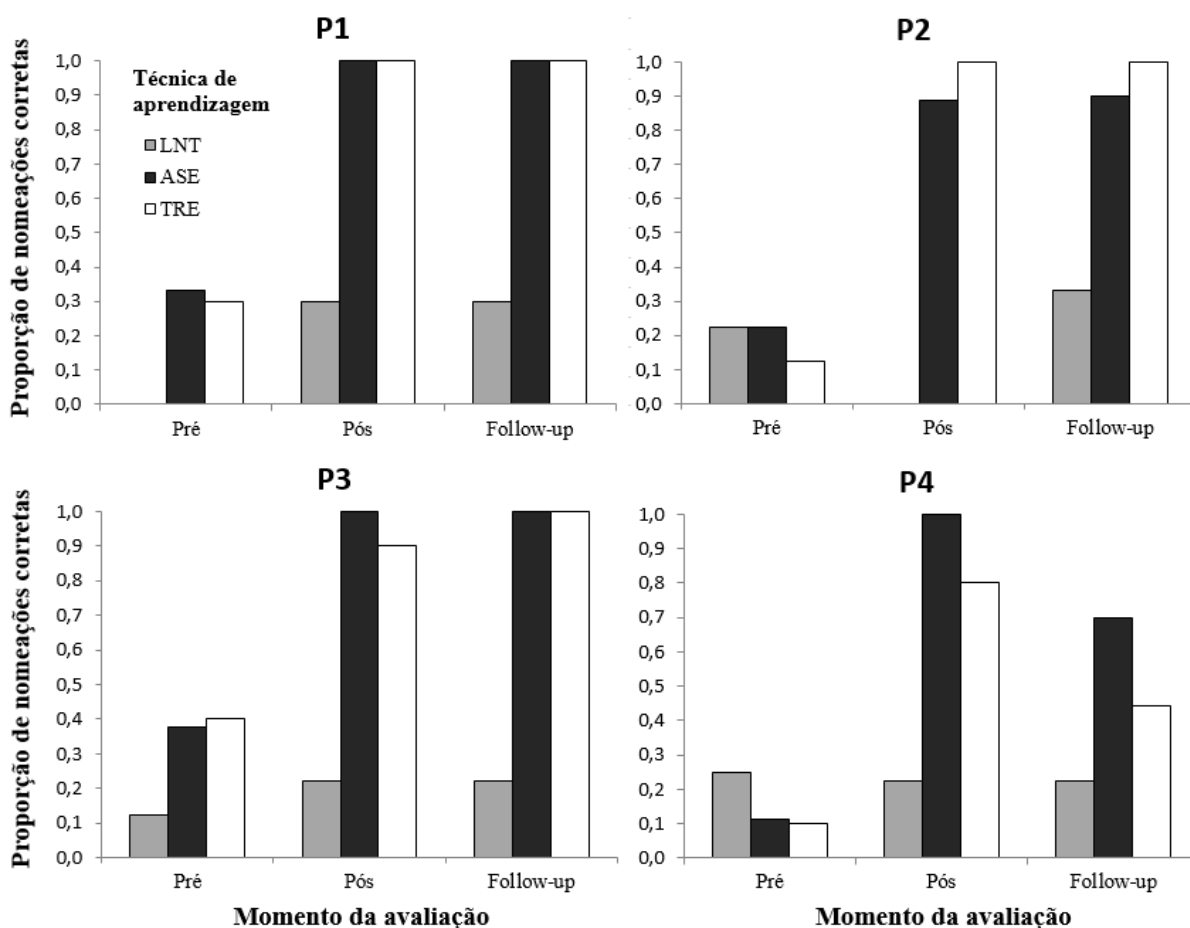 P1
Proporção de nomeações corretas
1,0
0,9
0,8
0,7
0,6
0,5
0,4
0,3
0,2
0,1
0,0
Técnica de
aprendizagem
LNT
ASE
TRE
Pré Pós Follow-up
P2
1,0
0,9
0,8
0,7
0,6
0,5
0,4
0,3
0,2
0,1
0,0
Pré Pós Follow-up
P3
Proporção de nomeações corretas
1,0
0,9
0,8
0,7
0,6
0,5
0,4
0,3
0,2
0,1
0,0
Pré Pós Follow-up
Momento da avaliação
P4
1,0
0,9
0,8
0,7
0,6
0,5
0,4
0,3
0,2
0,1
0,0
Pré Pós Follow-up
Momento da avaliação